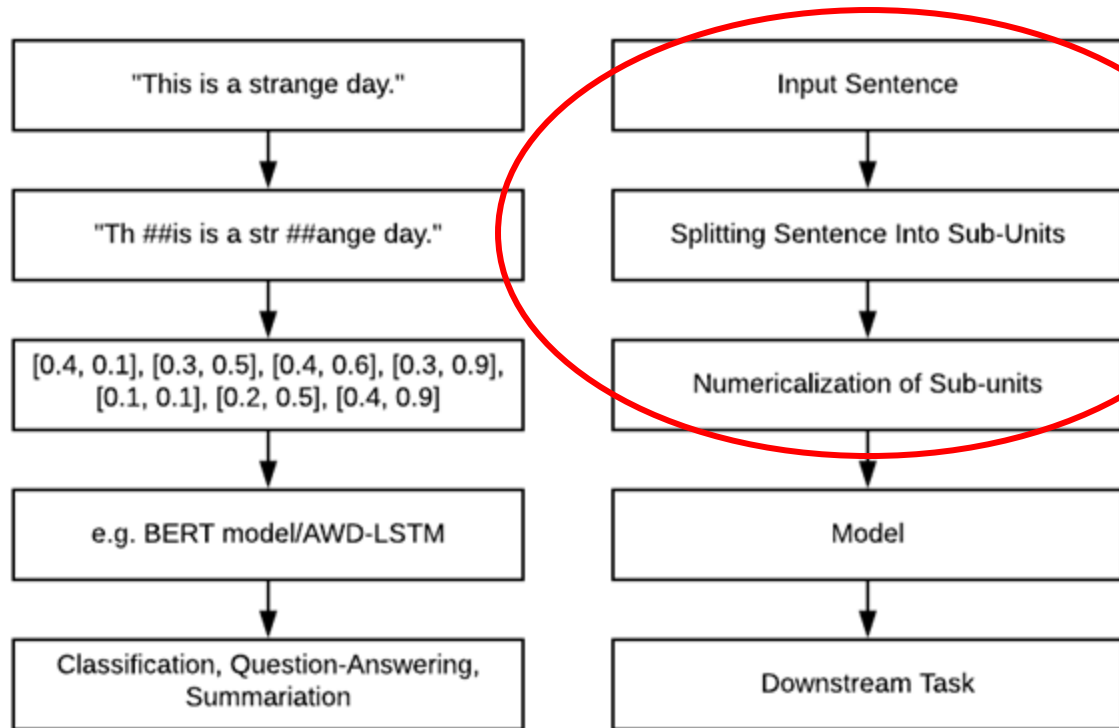 "This is a strange day."
"Th ##is is a str ##ange day."
[0.4, 0.1], [0.3, 0.5], [0.4, 0.6], [0.3, 0.9],
[0.1, 0.1], [0.2, 0.5], [0.4, 0.9]
e.g. BERT model/AWD-LSTM
Classification, Question-Answering,
Summariation
Input Sentence
Splitting Sentence Into Sub-Units
Numericalization of Sub-units
Model
Downstream Task